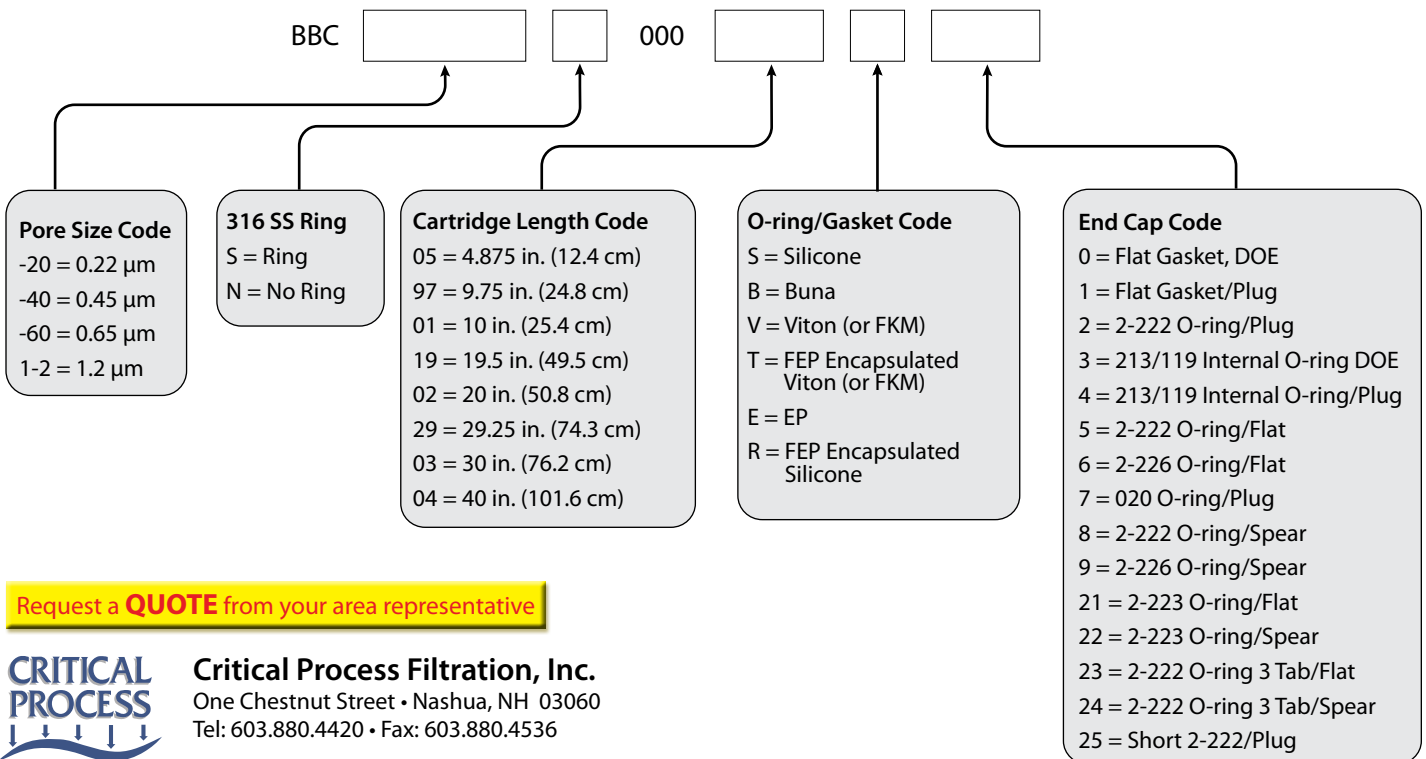 BBC 000
Pore Size Code
-20 = 0.22 µm
-40 = 0.45 µm
-60 = 0.65 µm
1-2 = 1.2 µm
316 SS Ring
S = Ring
N = No Ring
Cartridge Length Code
05 = 4.875 in. (12.4 cm)
97 = 9.75 in. (24.8 cm)
01 = 10 in. (25.4 cm)
19 = 19.5 in. (49.5 cm)
02 = 20 in. (50.8 cm)
29 = 29.25 in. (74.3 cm)
03 = 30 in. (76.2 cm)
04 = 40 in. (101.6 cm)
O-ring/Gasket Code
S = Silicone
B = Buna
V = Viton (or FKM)
T = FEP Encapsulated
Viton (or FKM)
E = EP
R = FEP Encapsulated
Silicone
End Cap Code
0 = Flat Gasket, DOE
1 = Flat Gasket/Plug
2 = 2-222 O-ring/Plug
3 = 213/119 Internal O-ring DOE
4 = 213/119 Internal O-ring/Plug
5 = 2-222 O-ring/Flat
6 = 2-226 O-ring/Flat
7 = 020 O-ring/Plug
8 = 2-222 O-ring/Spear
9 = 2-226 O-ring/Spear
21 = 2-223 O-ring/Flat
22 = 2-223 O-ring/Spear
23 = 2-222 O-ring 3 Tab/Flat
24 = 2-222 O-ring 3 Tab/Spear
25 = Short 2-222/Plug
Request a QUOTE from your area representative
CRITICAL
PROCESS
Critical Process Filtration, Inc.
One Chestnut Street • Nashua, NH 03060
Tel: 603.880.4420 • Fax: 603.880.4536